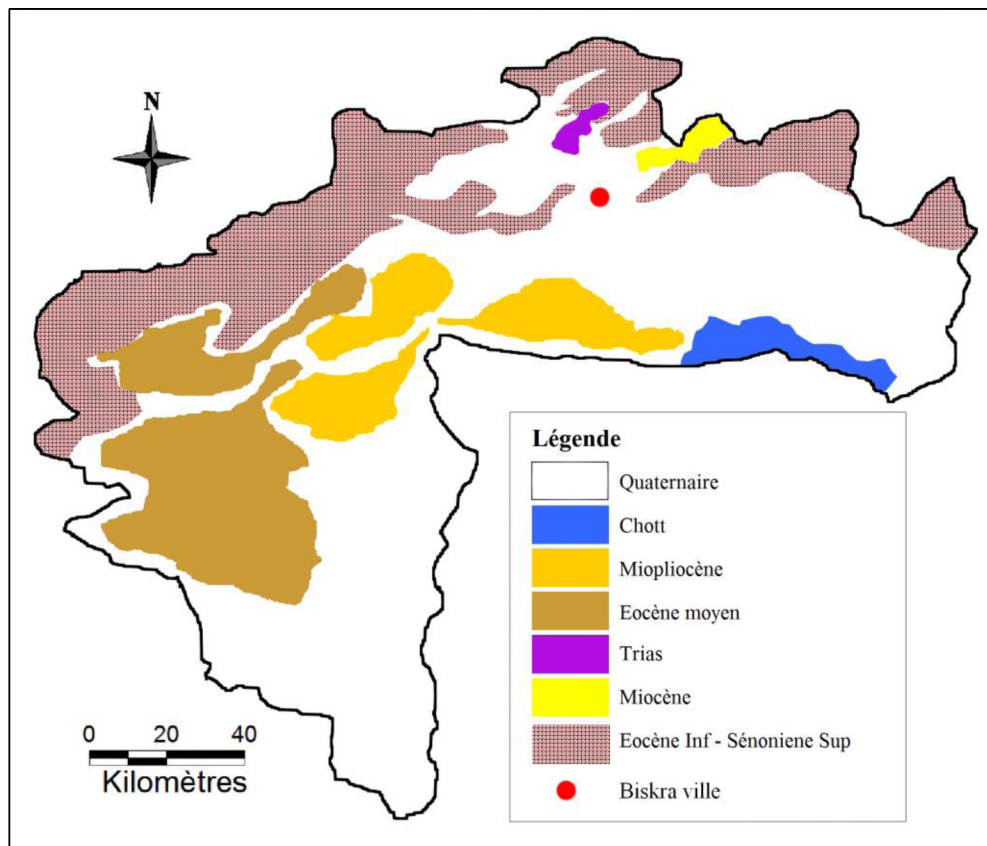 N
Légende
Quaternaire
Chott
Miopliocène
Eocène moyen
Trias
Miocène
Eocène Inf - Sénoniene Sup
Biskra ville
0 20 40
Kilomètres